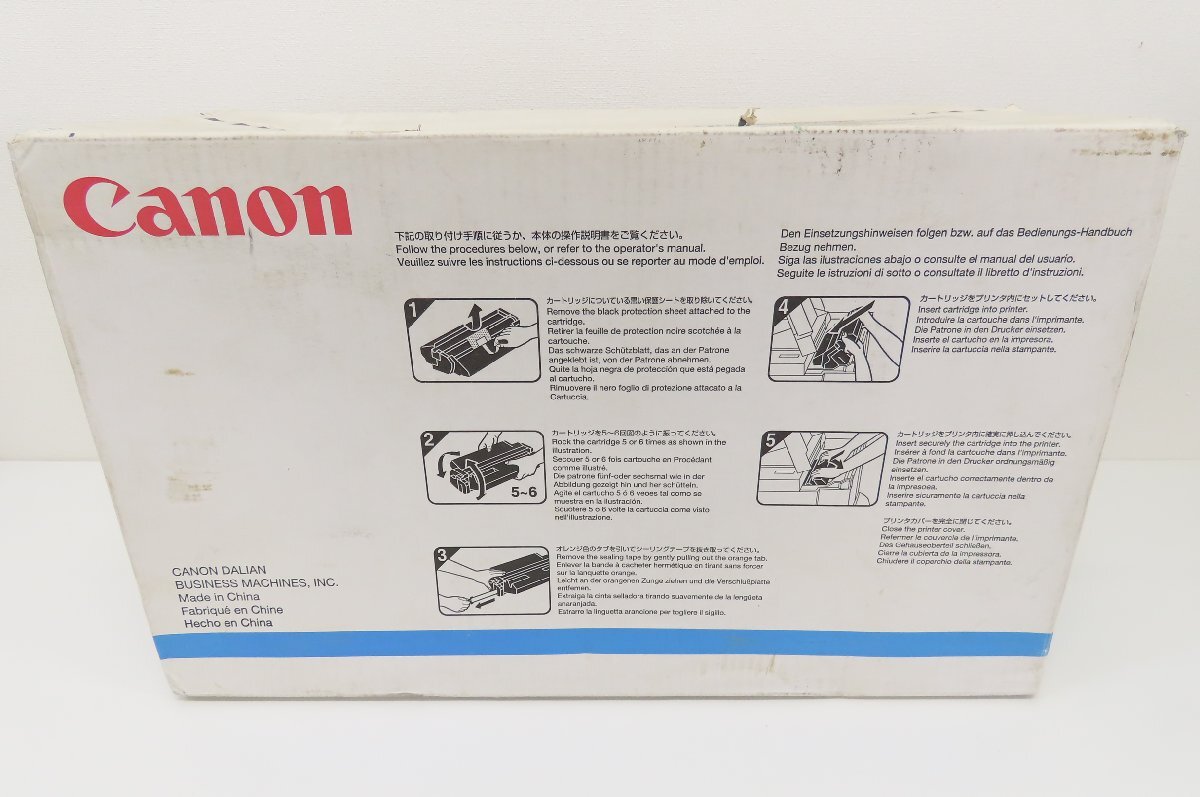 Canon
下記の取り付け手順に従うか、本体の操作説明書をご覧ください。
Follow the procedures below, or refer to the operator's manual.
Veuillez suivre les instructions ci-dessous ou se reporter au mode d'emploi.
Den Einsetzungshinweisen folgen bzw. auf das Bedienungs-Handbuch
Bezug nehmen.
Siga las ilustraciones abajo o consulte el manual del usuario.
Seguite le istruzioni di sotto o consultate il libretto d'instruzioni.
1
カートリッジについている黒い保護シートを取り除いてください。
Remove the black protection sheet attached to the
cartridge.
Retirer la feuille de protection noire scotchée à la
cartouche.
Das schwarze Schützblatt, das an der Patrone
angeklebt ist, von der Patrone abnehmen.
Quite la hoja negra de protección que está pegada
al cartucho.
Rimuovere il nero foglio di protezione attacato a la
Cartuccia.
2
5~6
カートリッジを5～6回図のように振ってください。
Rock the cartridge 5 or 6 times as shown in the
illustration.
Secouer 5 or 6 fois cartouche en Procédant
comme illustré.
Die patrone fünf-oder sechsmal wie in der
Abbildung gezeigt hin und her schütteln.
Agite el cartucho 5 ó 6 veces tal como se
muestra en la ilustración.
Scuotere 5 o 6 volte la cartuccia come visto
nell'illustrazione.
3
オレンジ色のタブを引いてシーリングテープを抜き取ってください。
Remove the sealing tape by gently pulling out the orange tab.
Enlever la bande à cacheter hermétique en tirant sans forcer
sur la languette orange.
Leicht an der orangenen Zunge ziehen und die Verschlußplatte
entfernen.
Extraiga la cinta selladora tirando suavemente de la lengüeta
anaranjada.
Estrarre la linguetta arancione per togliere il sigillo.
4
カートリッジをプリンタ内にセットしてください。
Insert cartridge into printer.
Introduire la cartouche dans l'imprimante.
Die Patrone in den Drucker einsetzen.
Inserte el cartucho en la impresora.
Inserire la cartuccia nella stampante.
5
カートリッジをプリンタ内に確実に押し込んでください。
Insert securely the cartridge into the printer.
Insérer à fond la cartouche dans l'imprimante.
Die Patrone in den Drucker ordnungsmäßig
einsetzen.
Inserte el cartucho correctamente dentro de
la impresoea.
Inserire sicuramente la cartuccia nella
stampante.
プリンタカバーを完全に閉じてください。
Close the printer cover.
Refermer le couvercle de l'imprimante.
Das Gehäuseoberteil schließen.
Cierre la cubierta de la impresora.
Chiudere il coperchio della stampante.
CANON DALIAN
BUSINESS MACHINES, INC.
Made in China
Fabriqué en Chine
Hecho en China